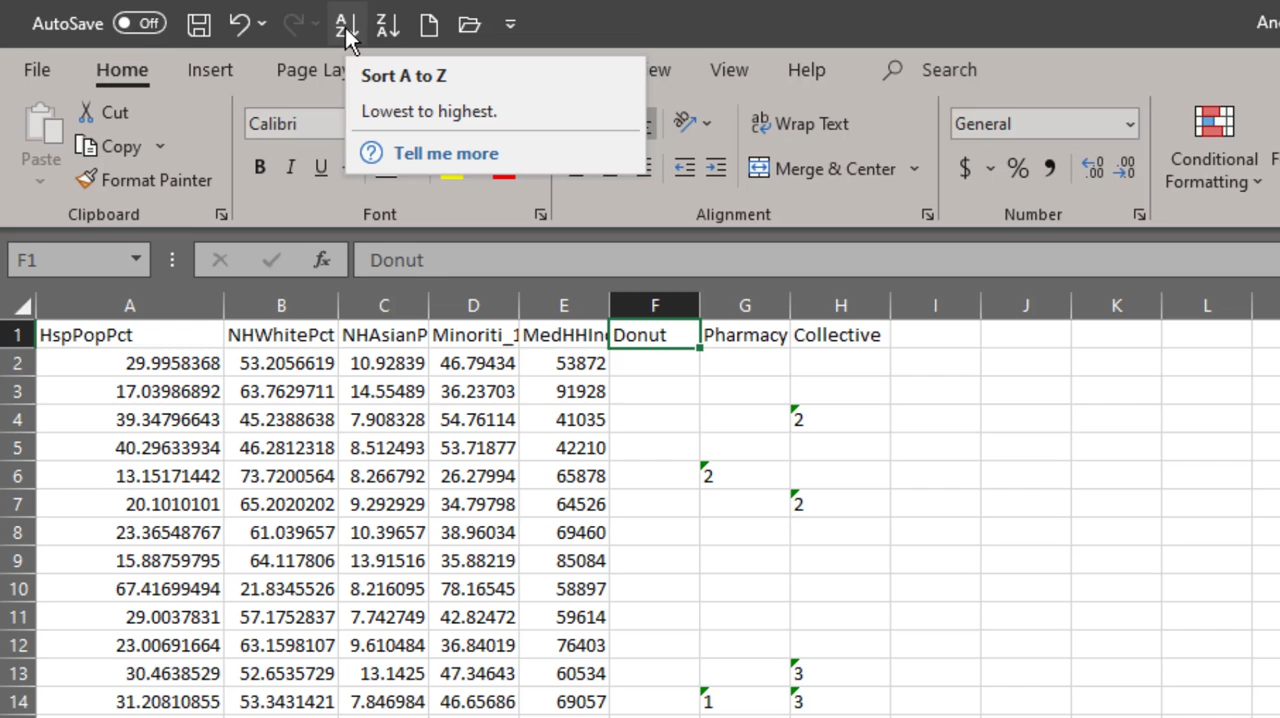 AutoSave Off An
File Home Insert Page La ew View Help Search
Sort A to Z
Lowest to highest.
Tell me more
Paste
Cut
Copy
Format Painter
Clipboard
Calibri
B I U
Font
ab Wrap Text
Merge & Center
Alignment
General
$ % 9 .00 .00
Number
Conditional
Formatting
F
F1 fx Donut
A B C D E F G H I J K L
1 HspPopPct NHWhitePct NHAsianP Minoriti_1 MedHHInc Donut Pharmacy Collective
2 29.9958368 53.2056619 10.92839 46.79434 53872
3 17.03986892 63.7629711 14.55489 36.23703 91928
4 39.34796643 45.2388638 7.908328 54.76114 41035 2
5 40.29633934 46.2812318 8.512493 53.71877 42210
6 13.15171442 73.7200564 8.266792 26.27994 65878 2
7 20.1010101 65.2020202 9.292929 34.79798 64526 2
8 23.36548767 61.039657 10.39657 38.96034 69460
9 15.88759795 64.117806 13.91516 35.88219 85084
10 67.41699494 21.8345526 8.216095 78.16545 58897
11 29.0037831 57.1752837 7.742749 42.82472 59614
12 23.00691664 63.1598107 9.610484 36.84019 76403
13 30.4638529 52.6535729 13.1425 47.34643 60534 3
14 31.20810855 53.3431421 7.846984 46.65686 69057 1 3